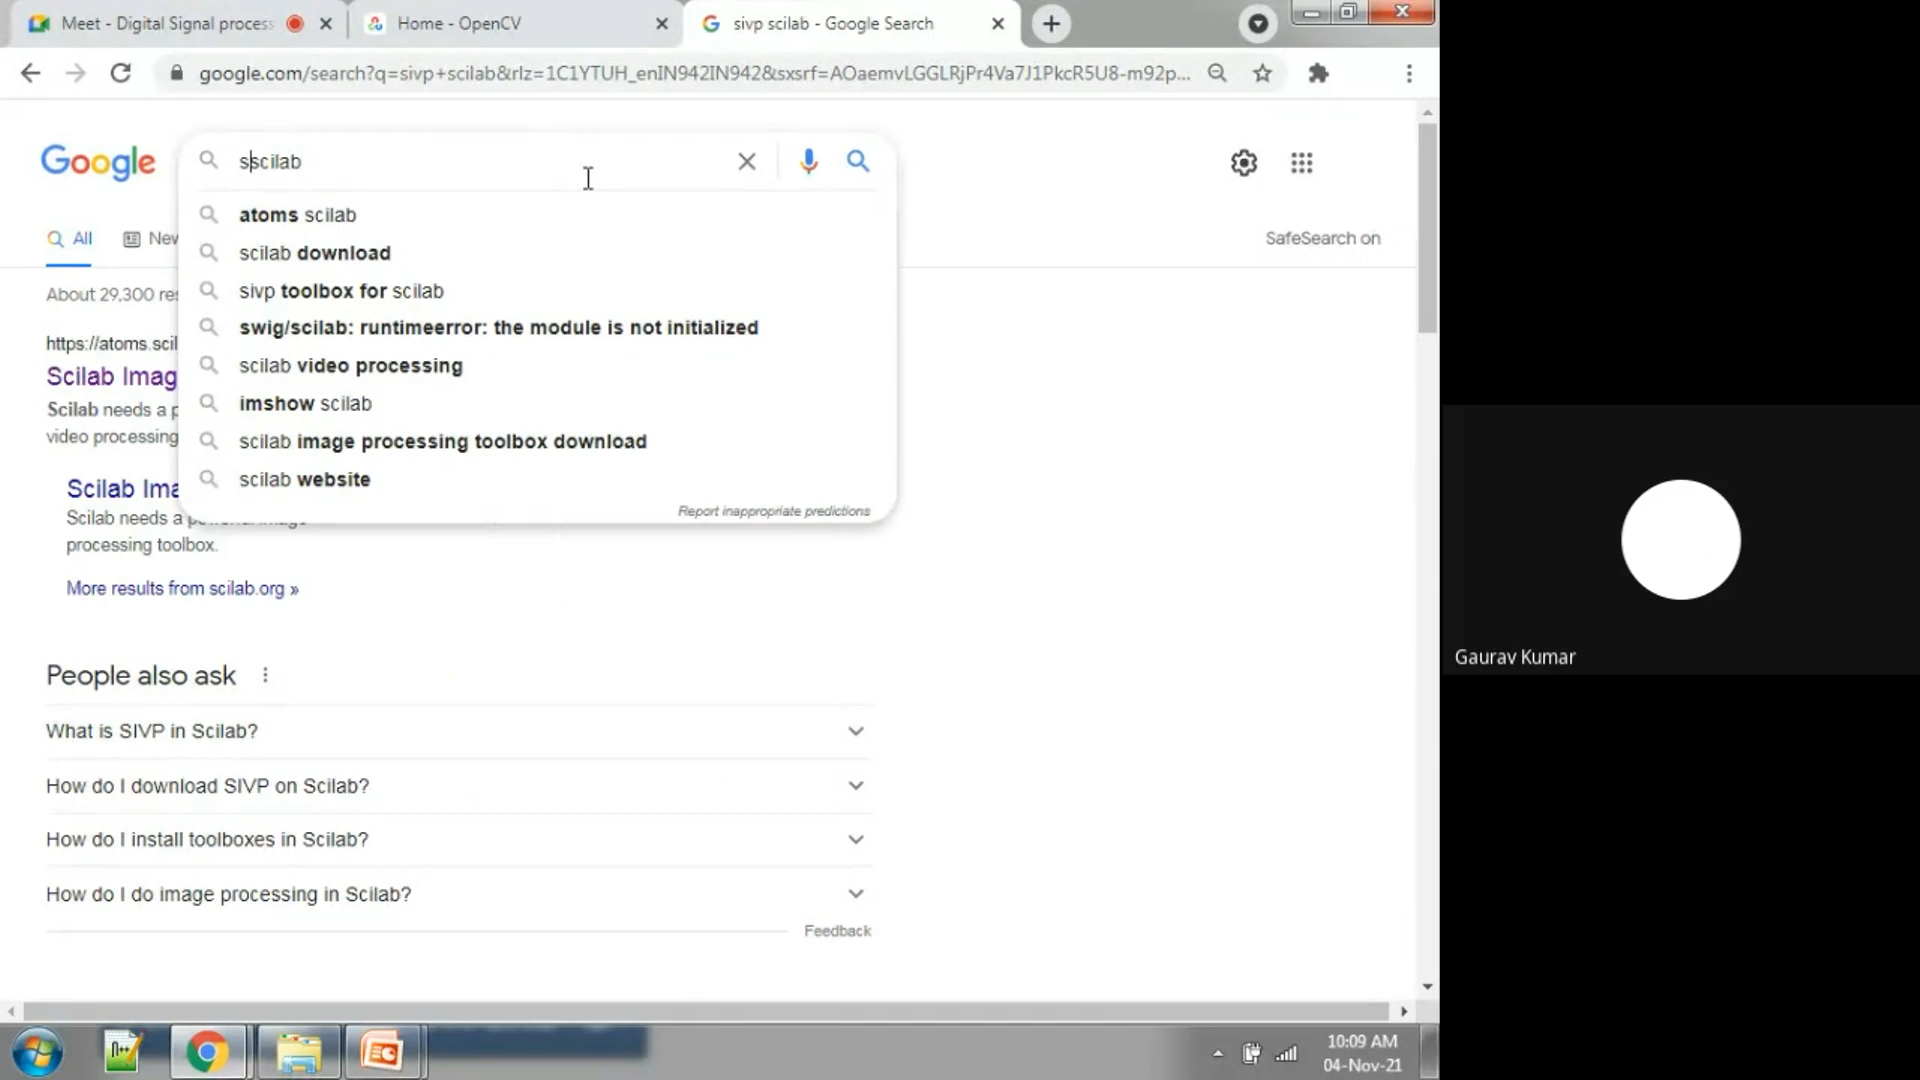 Meet - Digital Signal process
Home - OpenCV
sivp scilab - Google Search
google.com/search?q=sivp+scilab&rlz=1C1YTUH_enIN942IN942&sxsrf=AOaemvLGGLRjPr4Va7J1PkcR5U8-m92p...
Google
sscilab
atoms scilab
scilab download
sivp toolbox for scilab
swig/scilab: runtimeerror: the module is not initialized
scilab video processing
imshow scilab
scilab image processing toolbox download
scilab website
Report inappropriate predictions
All
New
SafeSearch on
About 29,300 res
https://atoms.scil
Scilab Imag
Scilab needs a p
video processing
Scilab Ima
Scilab needs a
processing toolbox.
More results from scilab.org »
People also ask
What is SIVP in Scilab?
How do I download SIVP on Scilab?
How do I install toolboxes in Scilab?
How do I do image processing in Scilab?
Feedback
Gaurav Kumar
10:09 AM
04-Nov-21